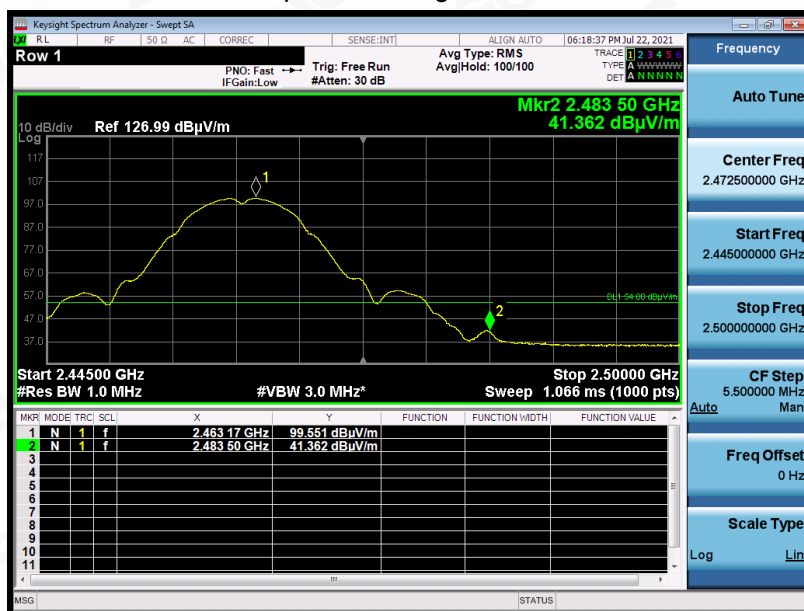 Keysight Spectrum Analyzer - Swept SA
LXI RL RF 50 Ω AC CORREC SENSE:INT ALIGN AUTO 06:18:37 PM Jul 22, 2021
Row 1
PNO: Fast
IFGain:Low
Trig: Free Run
#Atten: 30 dB
Avg Type: RMS
Avg|Hold: 100/100
TRACE 1 2 3 4 5 6
TYPE A WWWWW
DET A N N N N N
Mkr2 2.483 50 GHz
41.362 dBµV/m
10 dB/div Ref 126.99 dBµV/m
Log
117
107
97.0
87.0
77.0
67.0
57.0
47.0
37.0
1
2
DL1 54.00 dBµV/m
Start 2.44500 GHz Stop 2.50000 GHz
#Res BW 1.0 MHz #VBW 3.0 MHz* Sweep 1.066 ms (1000 pts)
MKR MODE TRC SCL X Y FUNCTION FUNCTION WIDTH FUNCTION VALUE
1 N 1 f 2.463 17 GHz 99.551 dBµV/m
2 N 1 f 2.483 50 GHz 41.362 dBµV/m
3
4
5
6
7
8
9
10
11
MSG STATUS
Frequency
Auto Tune
Center Freq
2.472500000 GHz
Start Freq
2.445000000 GHz
Stop Freq
2.500000000 GHz
CF Step
5.500000 MHz
Auto Man
Freq Offset
0 Hz
Scale Type
Log Lin